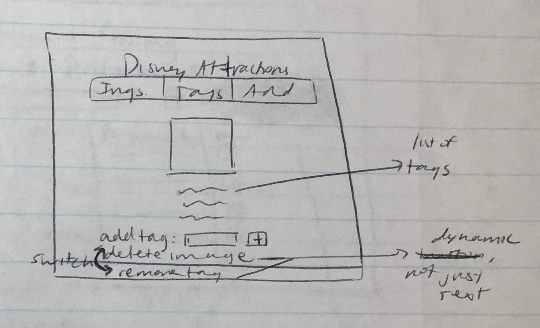 Disney Attractions
Imgs. Tags Add
list of
tags
add tag: +
delete image
switch
remove tag
dynamic
not just
text